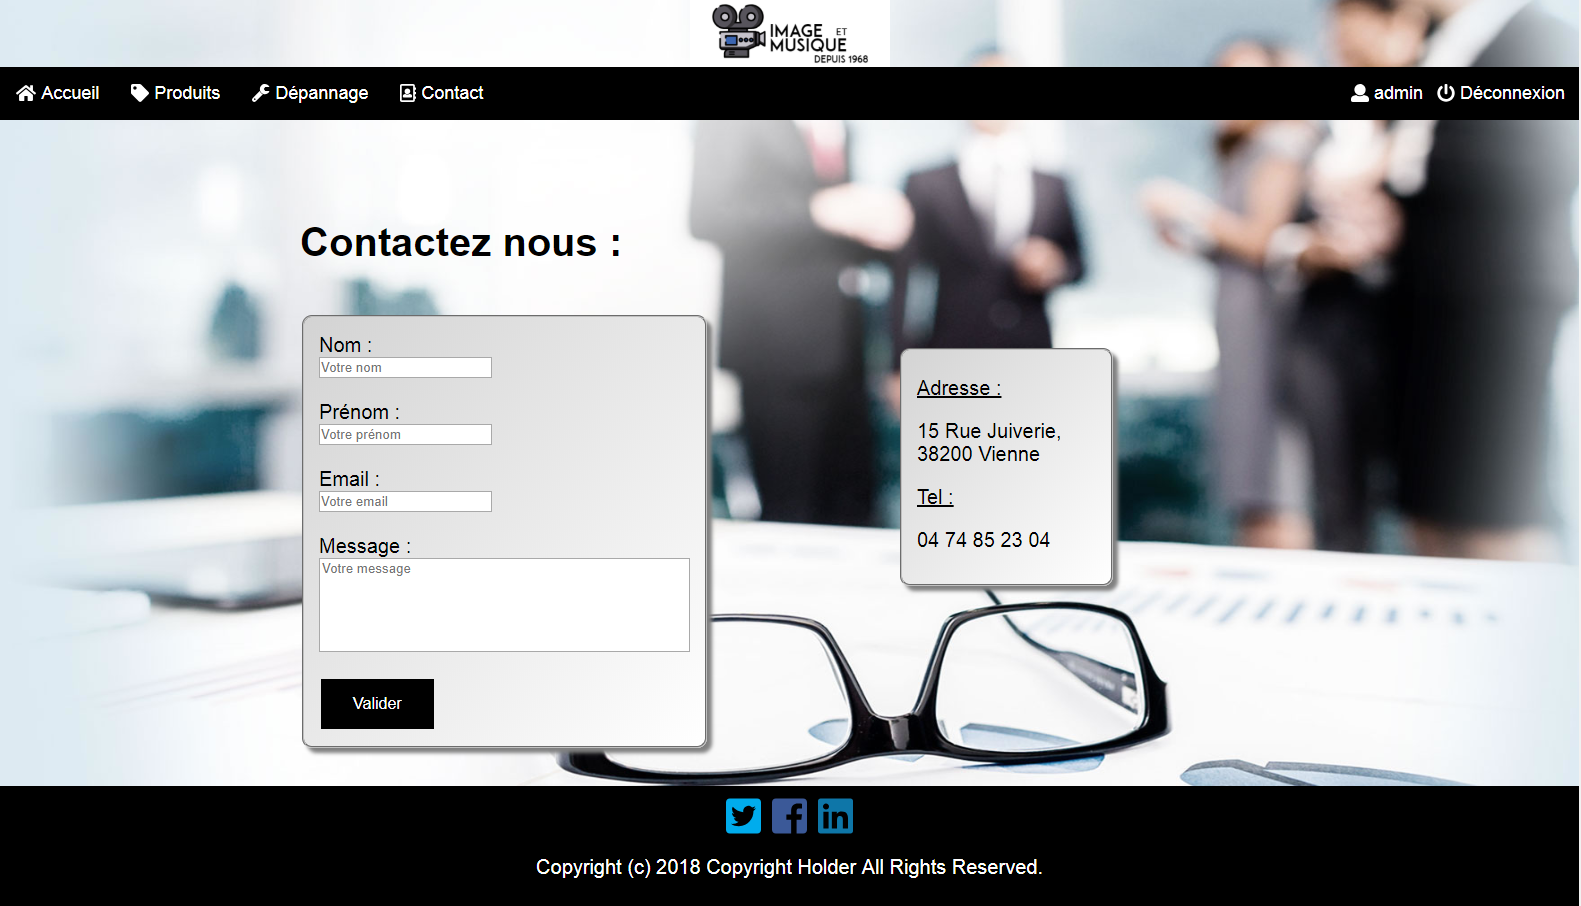 IMAGE ET
MUSIQUE
DEPUIS 1968
Accueil
Produits
Dépannage
Contact
admin
Déconnexion
Contactez nous :
Nom :
Votre nom
Prénom :
Votre prénom
Email :
Votre email
Message :
Votre message
Valider
Adresse :
15 Rue Juiverie,
38200 Vienne
Tel :
04 74 85 23 04
Copyright (c) 2018 Copyright Holder All Rights Reserved.